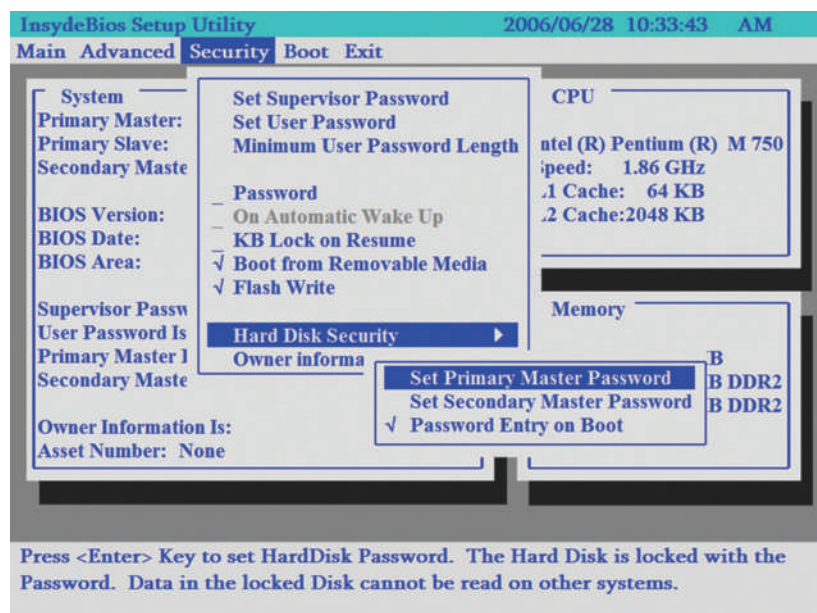 InsydeBios Setup Utility 2006/06/28 10:33:43 AM
Main Advanced Security Boot Exit
System
Primary Master:
Primary Slave:
Secondary Maste
BIOS Version:
BIOS Date:
BIOS Area:
Supervisor Passw
User Password Is
Primary Master
Secondary Maste
Owner Information Is:
Asset Number: None
Set Supervisor Password
Set User Password
Minimum User Password Length
_ Password
_ On Automatic Wake Up
_ KB Lock on Resume
√ Boot from Removable Media
√ Flash Write
Hard Disk Security
Owner informa
Set Primary Master Password
Set Secondary Master Password
√ Password Entry on Boot
CPU
ntel (R) Pentium (R) M 750
peed: 1.86 GHz
1 Cache: 64 KB
2 Cache:2048 KB
Memory
B
B DDR2
B DDR2
Press <Enter> Key to set HardDisk Password. The Hard Disk is locked with the
Password. Data in the locked Disk cannot be read on other systems.